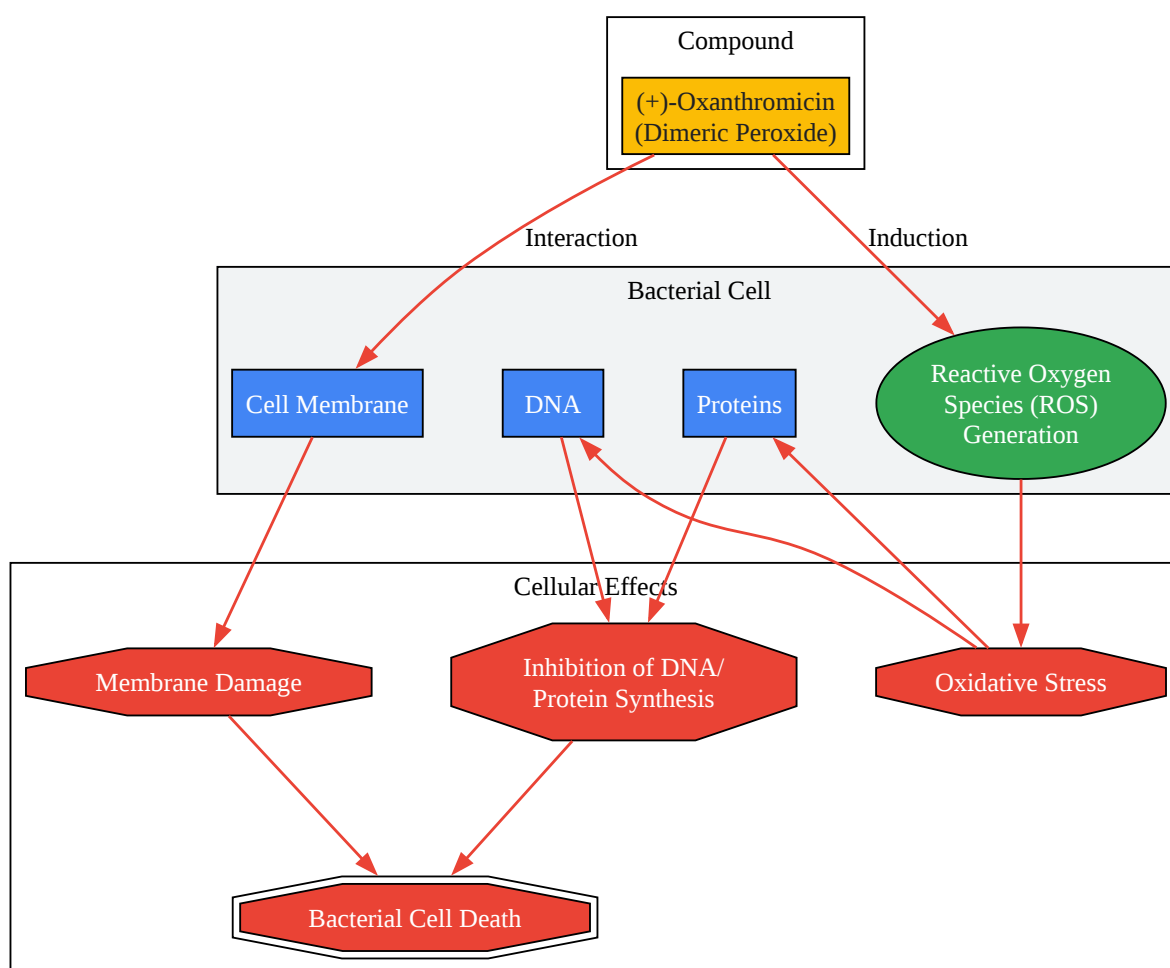 Compound
(+)-Oxanthromicin
(Dimeric Peroxide)
Interaction
Induction
Bacterial Cell
Cell Membrane
DNA
Proteins
Reactive Oxygen
Species (ROS)
Generation
Cellular Effects
Membrane Damage
Inhibition of DNA/
Protein Synthesis
Oxidative Stress
Bacterial Cell Death